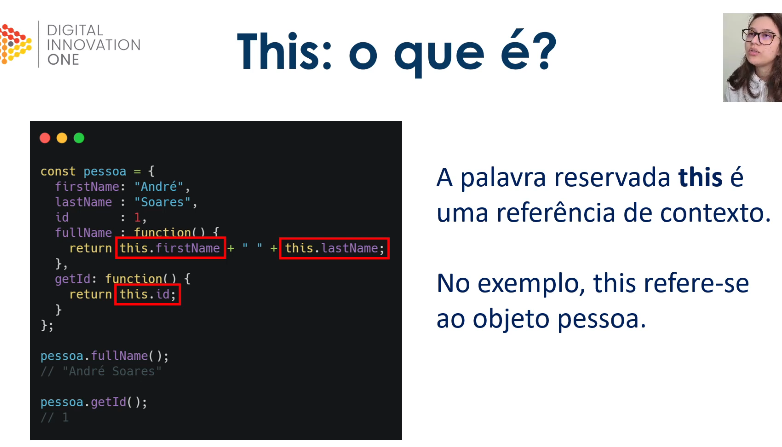 DIGITAL
INNOVATION
ONE
This: o que é?
const pessoa = {
firstName: "André",
lastName : "Soares",
id : 1,
fullName : function() {
return this.firstName + " " + this.lastName;
},
getId: function() {
return this.id;
}
};
pessoa.fullName();
// "André Soares"
pessoa.getId();
// 1
A palavra reservada this é
uma referência de contexto.
No exemplo, this refere-se
ao objeto pessoa.